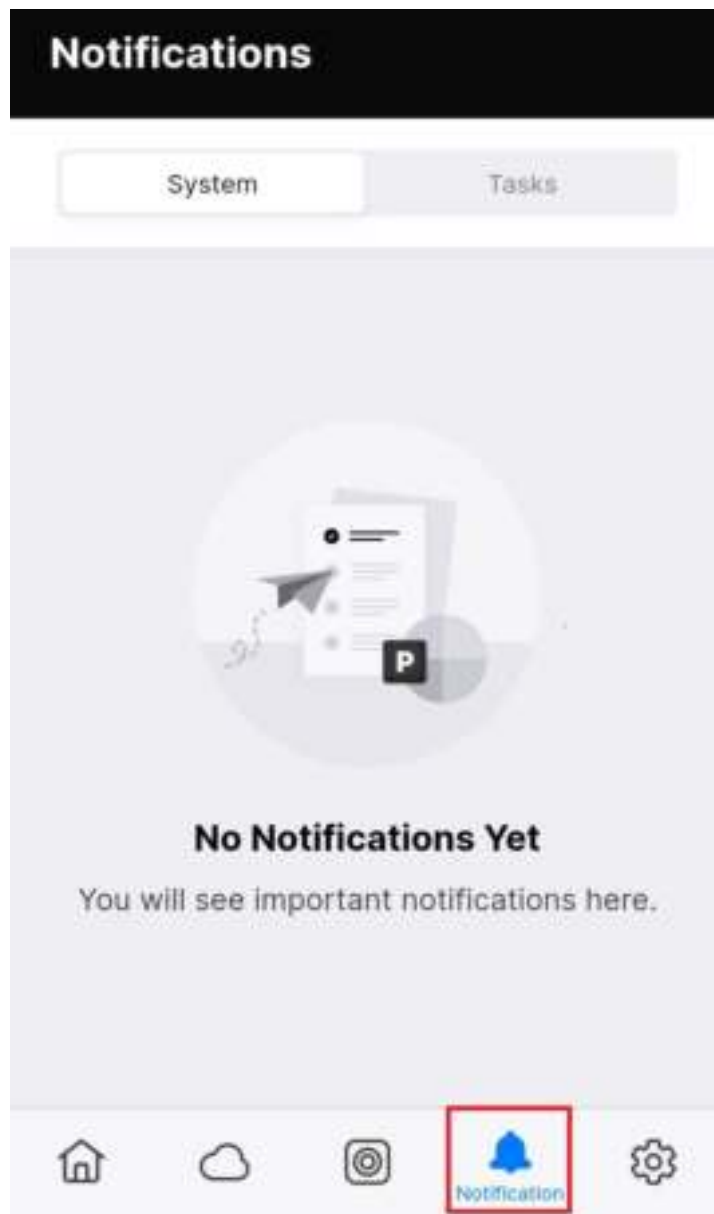 Notifications
System Tasks
P
No Notifications Yet
You will see important notifications here.
Notification